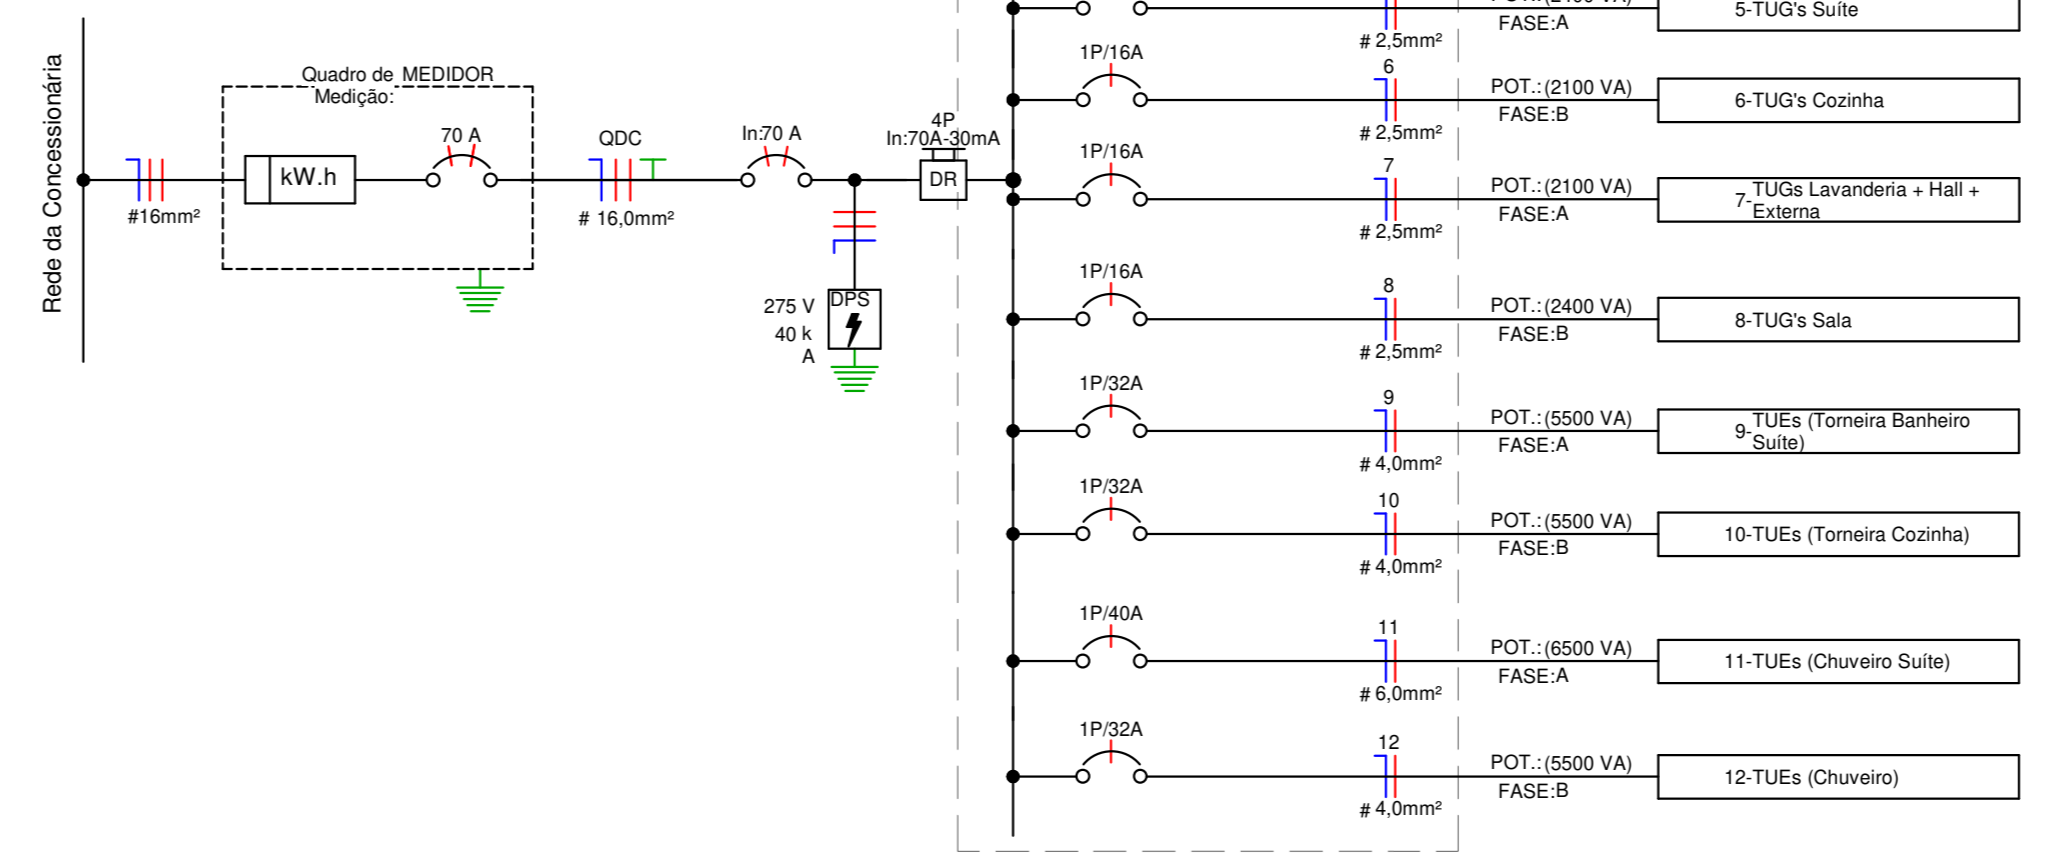 Rede da Concessionária
#16mm²
Quadro de MEDIDOR
Medição:
kW.h
70 A
QDC
# 16,0mm²
In:70 A
275 V
40 k
A
DPS
4P
In:70A-30mA
DR
# 2,5mm²
FASE:A
5-TUG's Suíte
1P/16A
6
# 2,5mm²
POT.:(2100 VA)
FASE:B
6-TUG's Cozinha
1P/16A
7
# 2,5mm²
POT.:(2100 VA)
FASE:A
7-TUGs Lavanderia + Hall +
Externa
1P/16A
8
# 2,5mm²
POT.:(2400 VA)
FASE:B
8-TUG's Sala
1P/32A
9
# 4,0mm²
POT.:(5500 VA)
FASE:A
9-TUEs (Torneira Banheiro
Suíte)
1P/32A
10
# 4,0mm²
POT.:(5500 VA)
FASE:B
10-TUEs (Torneira Cozinha)
1P/40A
11
# 6,0mm²
POT.:(6500 VA)
FASE:A
11-TUEs (Chuveiro Suíte)
1P/32A
12
# 4,0mm²
POT.:(5500 VA)
FASE:B
12-TUEs (Chuveiro)